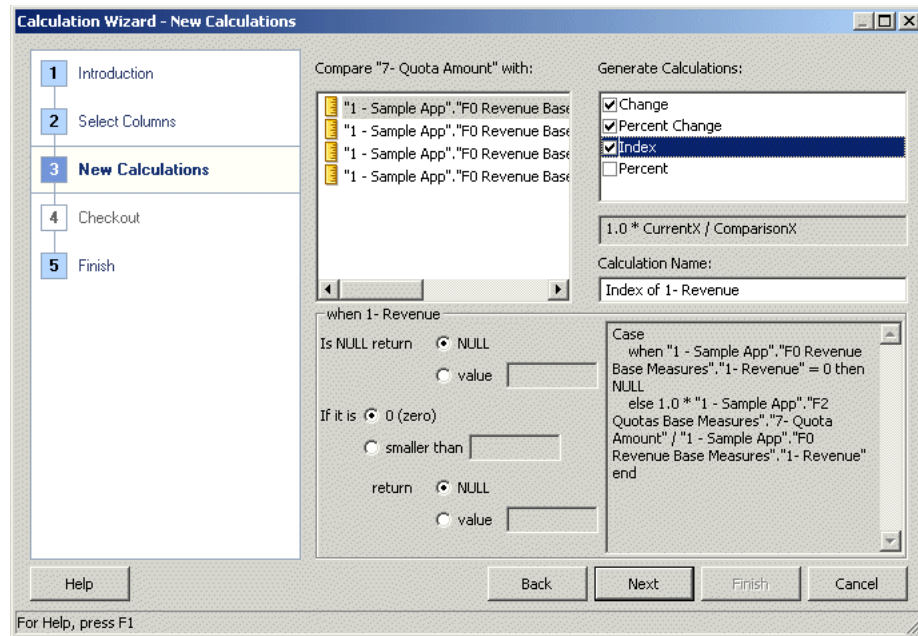 Calculation Wizard - New Calculations
1 Introduction
2 Select Columns
3 New Calculations
4 Checkout
5 Finish
Compare "7- Quota Amount" with:
"1 - Sample App"."F0 Revenue Base
"1 - Sample App"."F0 Revenue Base
"1 - Sample App"."F0 Revenue Base
"1 - Sample App"."F0 Revenue Base
Generate Calculations:
Change
Percent Change
Index
Percent
1.0 * CurrentX / ComparisonX
Calculation Name:
Index of 1- Revenue
when 1- Revenue
Is NULL return NULL
value
If it is 0 (zero)
smaller than
return NULL
value
Case
when "1 - Sample App"."F0 Revenue
Base Measures"."1- Revenue" = 0 then
NULL
else 1.0 * "1 - Sample App"."F2
Quotas Base Measures"."7- Quota
Amount" / "1 - Sample App"."F0
Revenue Base Measures"."1- Revenue"
end
Help Back Next Finish Cancel
For Help, press F1